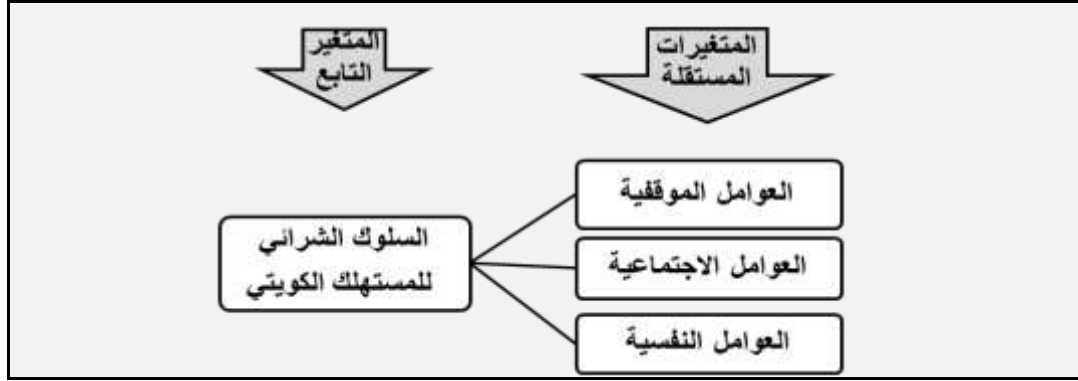 المتغيرات
المستقلة
المتغير
التابع
العوامل الموقفية
العوامل الاجتماعية
العوامل النفسية
السلوك الشرائي
للمستهلك الكويتي